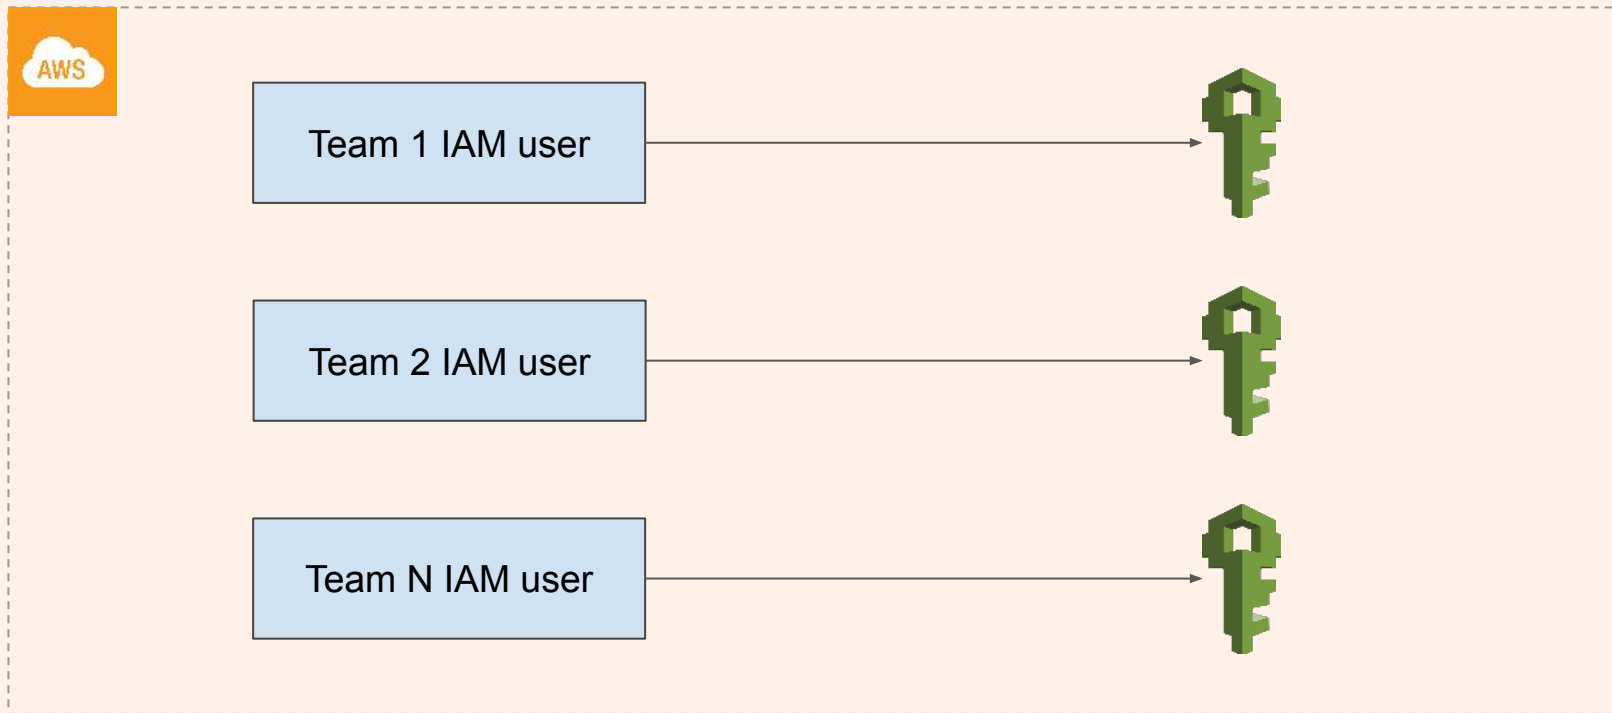 AWS
Team 1 IAM user
Team 2 IAM user
Team N IAM user